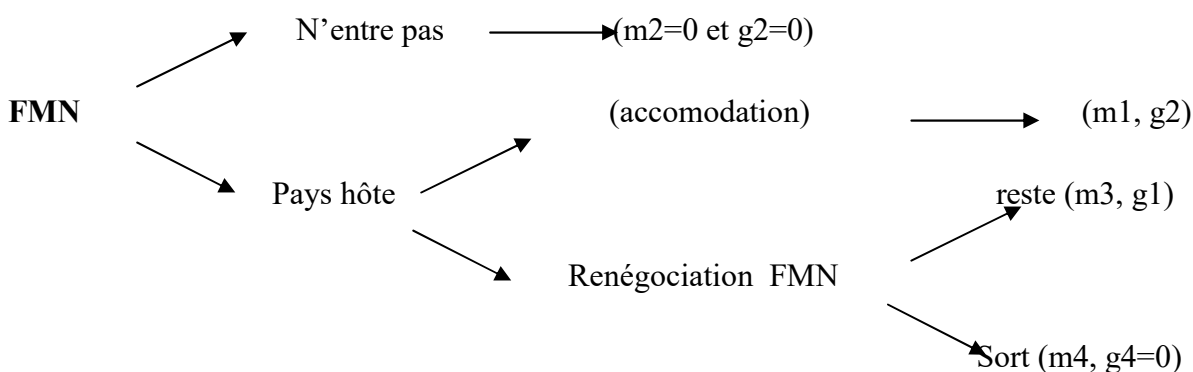 N’entre pas (m2=0 et g2=0)
FMN (accomodation) (m1, g2)
Pays hôte reste (m3, g1)
Renégociation FMN
Sort (m4, g4=0)